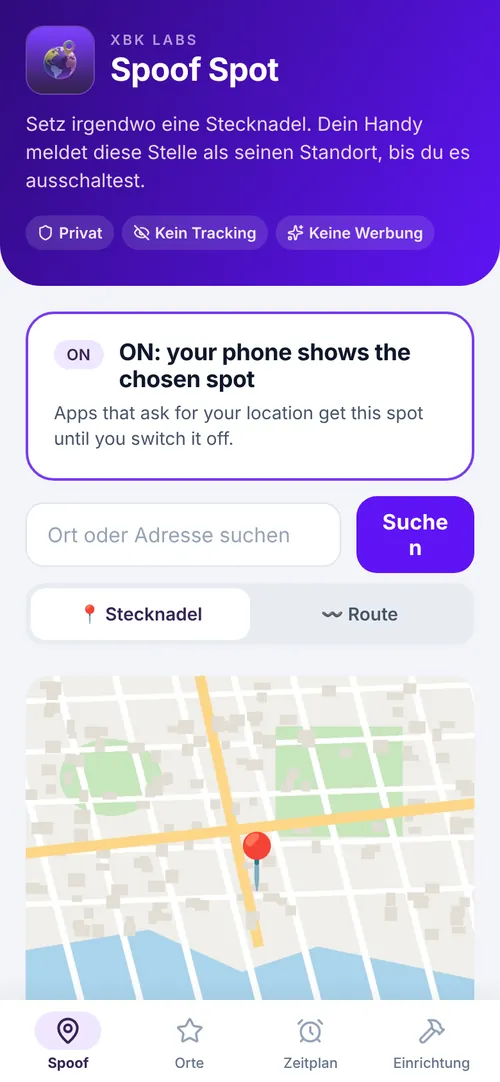 XBK LABS
Spoof Spot
Setz irgendwo eine Stecknadel. Dein Handy
meldet diese Stelle als seinen Standort, bis du es
ausschaltest.
Privat
Kein Tracking
Keine Werbung
ON
ON: your phone shows the
chosen spot
Apps that ask for your location get this spot
until you switch it off.
Ort oder Adresse suchen
Suche
n
Stecknadel
Route
Spoof
Orte
Zeitplan
Einrichtung